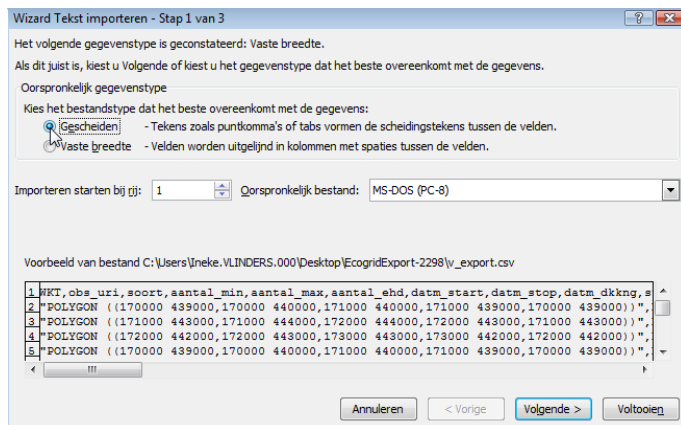 Wizard Tekst importeren - Stap 1 van 3
Het volgende gegevenstype is geconstateerd: Vaste breedte.
Als dit juist is, kiest u Volgende of kiest u het gegevenstype dat het beste overeenkomt met de gegevens.
Oorspronkelijk gegevenstype
Kies het bestandstype dat het beste overeenkomt met de gegevens:
Gescheiden - Tekens zoals puntkomma's of tabs vormen de scheidingstekens tussen de velden.
Vaste breedte - Velden worden uitgelijnd in kolommen met spaties tussen de velden.
Importeren starten bij rij: 1 Oorspronkelijk bestand: MS-DOS (PC-8)
Voorbeeld van bestand C:\Users\Ineke.VLINDERS.000\Desktop\EcogridExport-2298\v_export.csv
1 WKT,obs_uri,soort,aantal_min,aantal_max,aantal_ehd,datm_start,datm_stop,datm_dkkng,s
2 "POLYGON ((170000 439000,170000 440000,171000 440000,171000 439000,170000 439000))",
3 "POLYGON ((171000 443000,171000 444000,172000 444000,172000 443000,171000 443000))",
4 "POLYGON ((172000 442000,172000 443000,173000 443000,173000 442000,172000 442000))",
5 "POLYGON ((170000 439000,170000 440000,171000 440000,171000 439000,170000 439000))",
Annuleren < Vorige Volgende > Voltooien